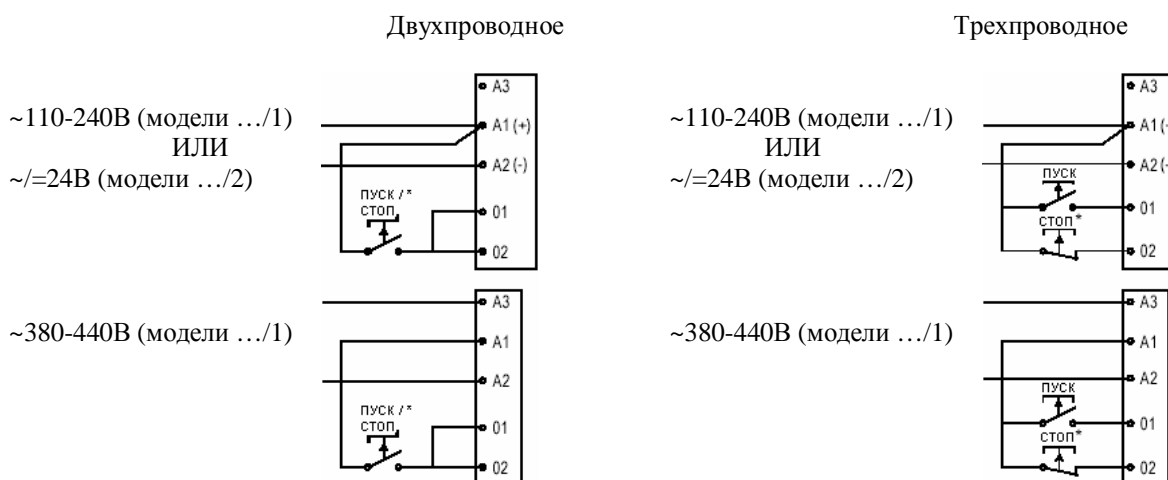 Двухпроводное
Трехпроводное
~110-240В (модели …/1)
ИЛИ
~/=24В (модели …/2)
A3
A1 (+)
A2 (-)
ПУСК / *
СТОП
01
02
~110-240В (модели …/1)
ИЛИ
~/=24В (модели …/2)
A3
A1 (-
A2 (-
ПУСК
01
СТОП *
02
~380-440В (модели …/1)
A3
A1
A2
ПУСК / *
СТОП
01
02
~380-440В (модели …/1)
A3
A1
A2
ПУСК
01
СТОП*
02